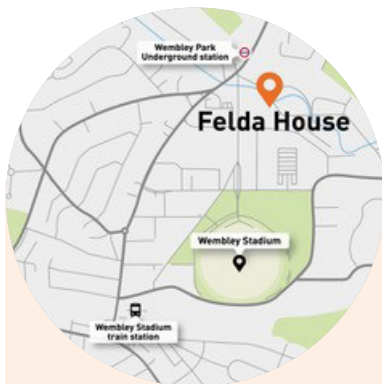 Wembley Park
Underground station
Felda House
Wembley Stadium
Wembley Stadium
train station